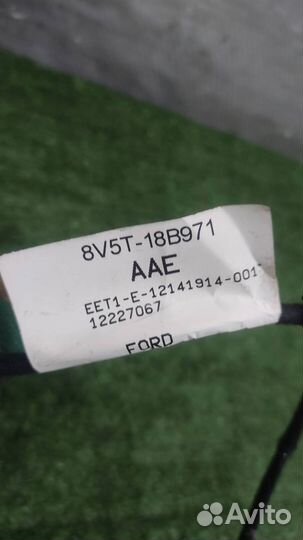 8V5T-18B971
AAE
EET1-E-12141914-001
12227067
FORD
Avito